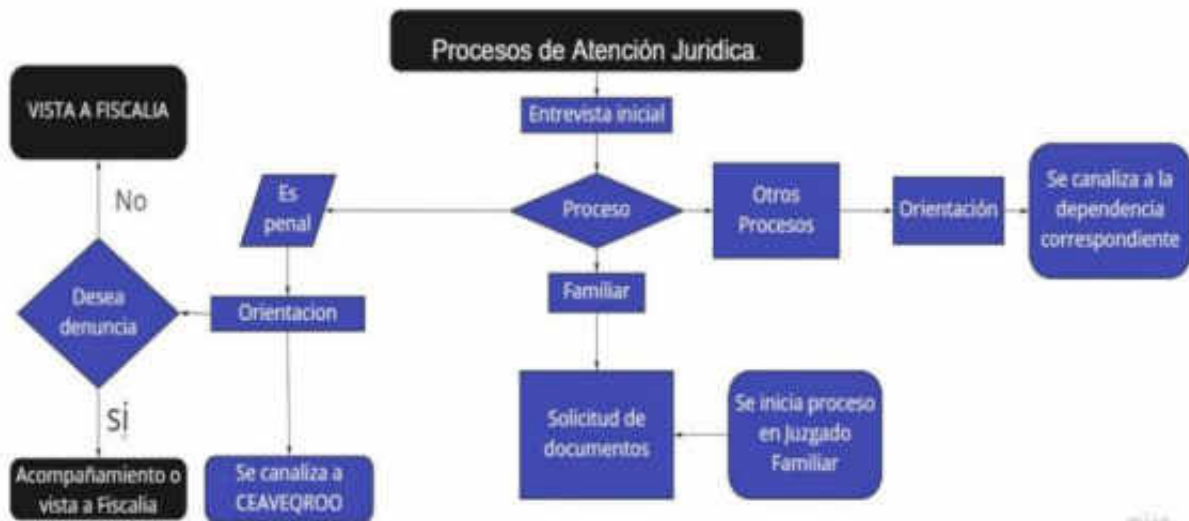 Procesos de Atención Juridica.
VISTA A FISCALIA
Entrevista inicial
No
Es
penal
Proceso
Otros
Procesos
Orientación
Se canaliza a la
dependencia
correspondiente
Desea
denuncia
Orientacion
Familiar
SÍ
Solicitud de
documentos
Se inicia proceso
en Juzgado
Familiar
Acompañamiento o
vista a Fiscalia
Se canaliza a
CEAVEQROO